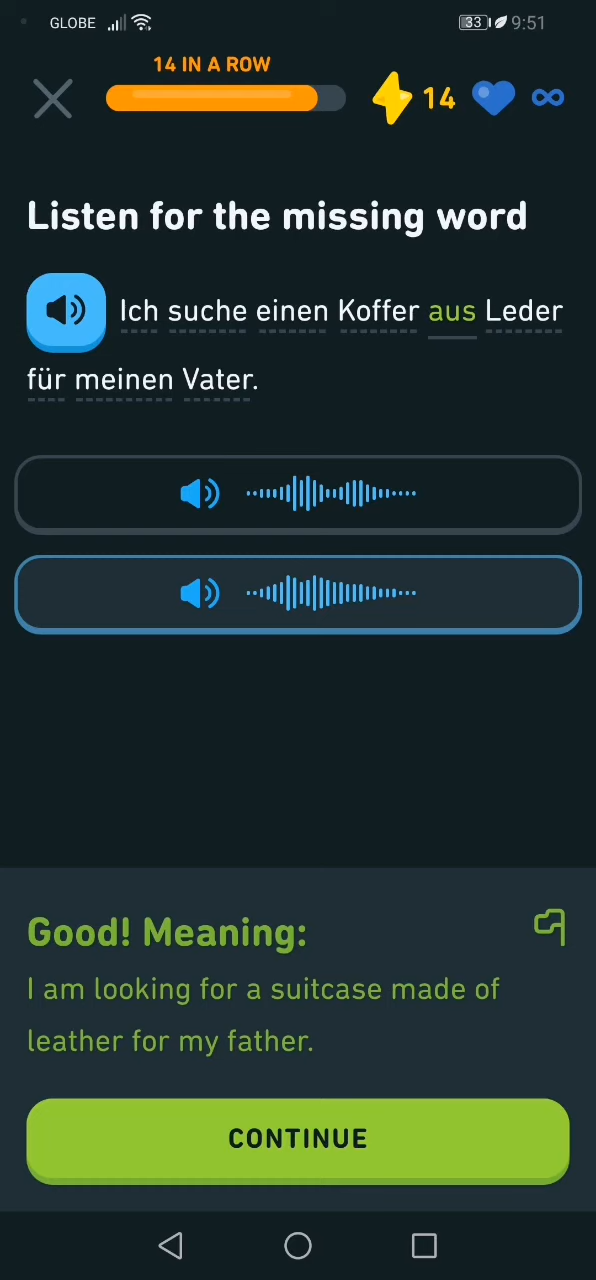 GLOBE 33 9:51
14 IN A ROW
14
Listen for the missing word
Ich suche einen Koffer aus Leder
für meinen Vater.
Good! Meaning:
I am looking for a suitcase made of
leather for my father.
CONTINUE